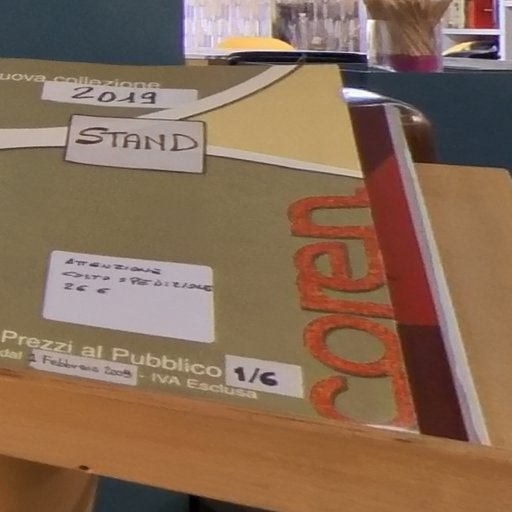 uova collezione
2019
STAND
ATTENZIONE
COSTO SPEDIZIONE
26 €
coren
Prezzi al Pubblico 1/6
dal 1 Febbraio 2009 - IVA Esclusa